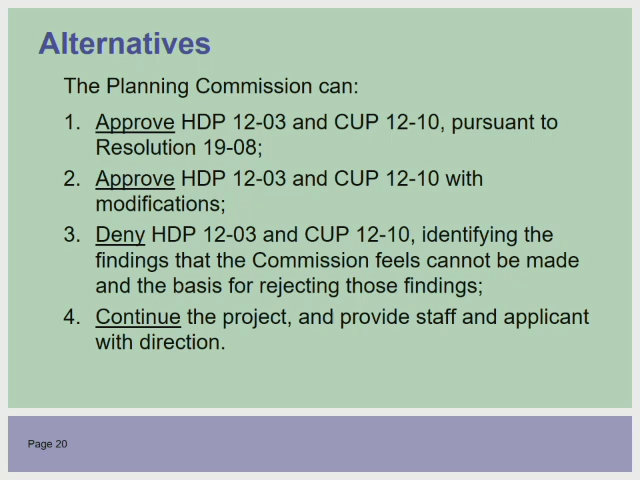 Alternatives
The Planning Commission can:
1. Approve HDP 12-03 and CUP 12-10, pursuant to
Resolution 19-08;
2. Approve HDP 12-03 and CUP 12-10 with
modifications;
3. Deny HDP 12-03 and CUP 12-10, identifying the
findings that the Commission feels cannot be made
and the basis for rejecting those findings;
4. Continue the project, and provide staff and applicant
with direction.
Page 20